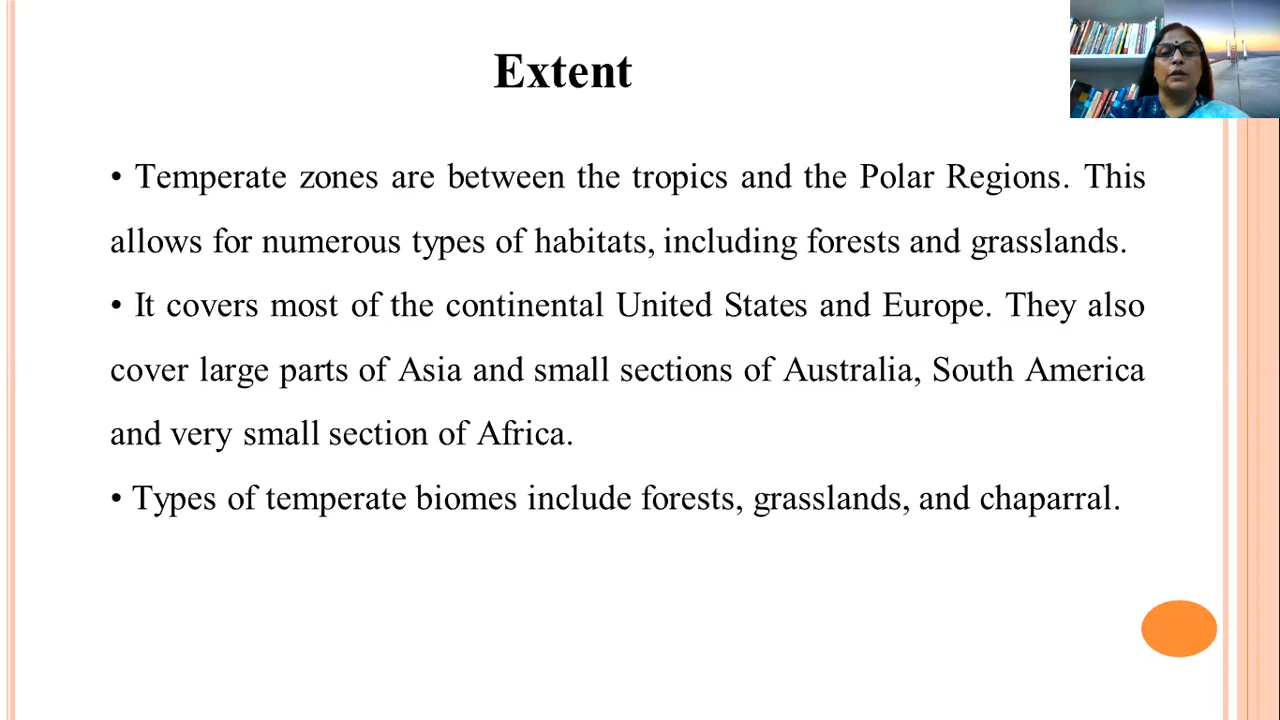 Extent
• Temperate zones are between the tropics and the Polar Regions. This
allows for numerous types of habitats, including forests and grasslands.
• It covers most of the continental United States and Europe. They also
cover large parts of Asia and small sections of Australia, South America
and very small section of Africa.
• Types of temperate biomes include forests, grasslands, and chaparral.